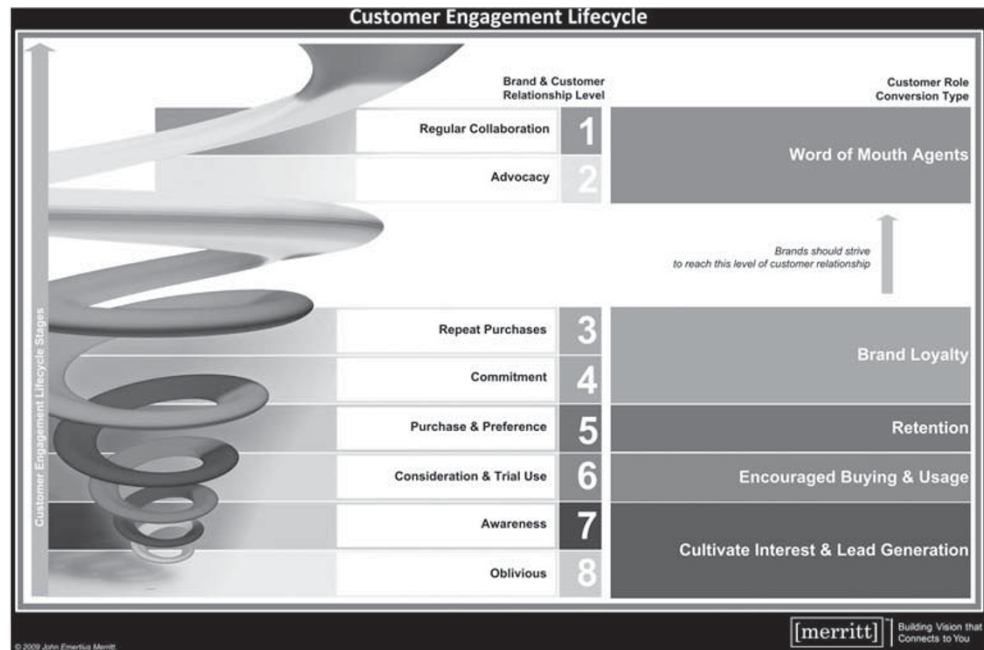 Customer Engagement Lifecycle
Brand & Customer
Relationship Level
Customer Role
Conversion Type
Regular Collaboration
1
Word of Mouth Agents
Advocacy
2
Brands should strive
to reach this level of customer relationship
Repeat Purchases
3
Brand Loyalty
Commitment
4
Purchase & Preference
5
Retention
Consideration & Trial Use
6
Encouraged Buying & Usage
Awareness
7
Cultivate Interest & Lead Generation
Oblivious
8
Customer Engagement Lifecycle Stages
[merritt]™
Building Vision that
Connects to You
© 2009 John Emertius Merritt